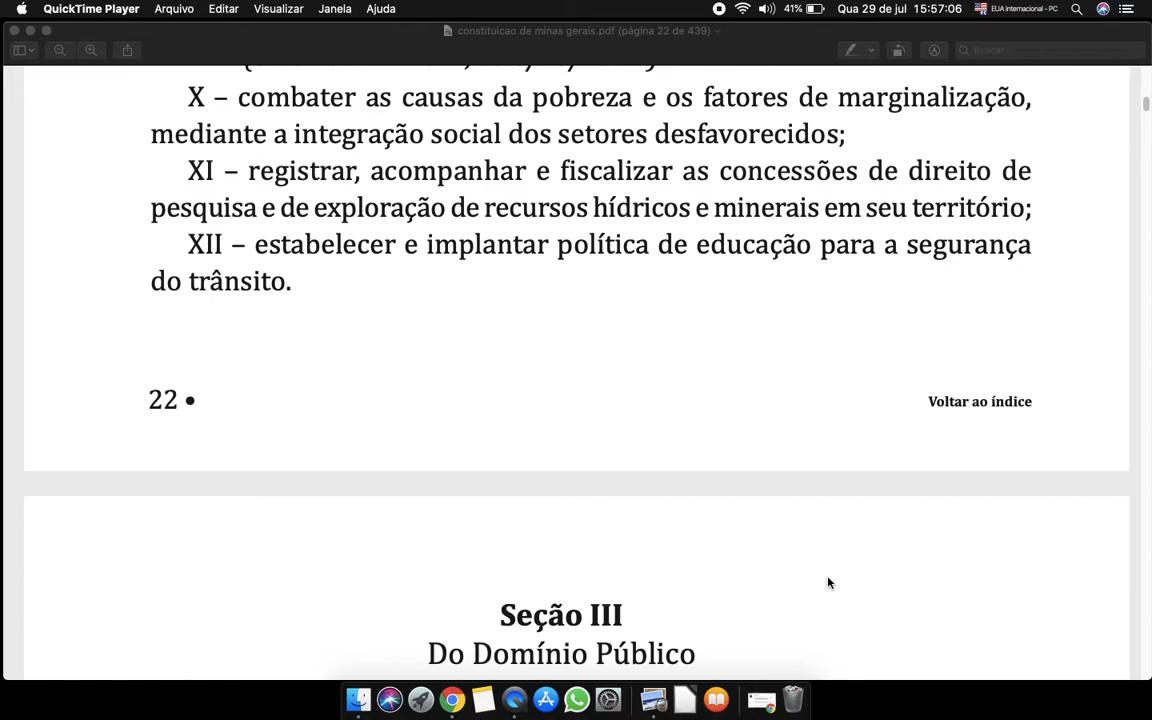 QuickTime Player Arquivo Editar Visualizar Janela Ajuda 41% Qua 29 de jul 15:57:06 EUA Internacional - PC
constituicao de minas gerais.pdf (página 22 de 439)
Buscar
X – combater as causas da pobreza e os fatores de marginalização,
mediante a integração social dos setores desfavorecidos;
XI – registrar, acompanhar e fiscalizar as concessões de direito de
pesquisa e de exploração de recursos hídricos e minerais em seu território;
XII – estabelecer e implantar política de educação para a segurança
do trânsito.
22 •
Voltar ao índice
Seção III
Do Domínio Público